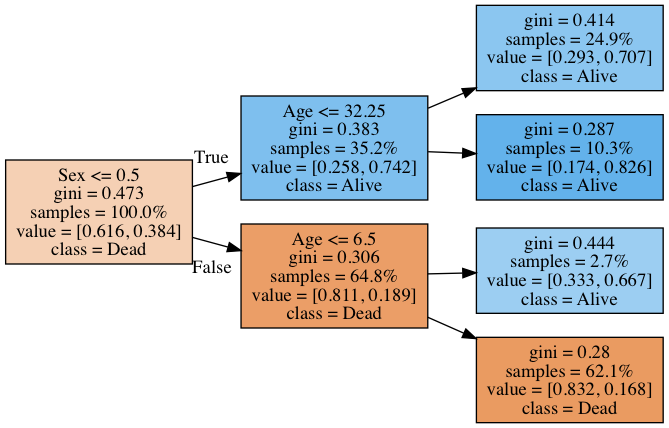 Sex <= 0.5
gini = 0.473
samples = 100.0%
value = [0.616, 0.384]
class = Dead
True
False
Age <= 32.25
gini = 0.383
samples = 35.2%
value = [0.258, 0.742]
class = Alive
Age <= 6.5
gini = 0.306
samples = 64.8%
value = [0.811, 0.189]
class = Dead
gini = 0.414
samples = 24.9%
value = [0.293, 0.707]
class = Alive
gini = 0.287
samples = 10.3%
value = [0.174, 0.826]
class = Alive
gini = 0.444
samples = 2.7%
value = [0.333, 0.667]
class = Alive
gini = 0.28
samples = 62.1%
value = [0.832, 0.168]
class = Dead